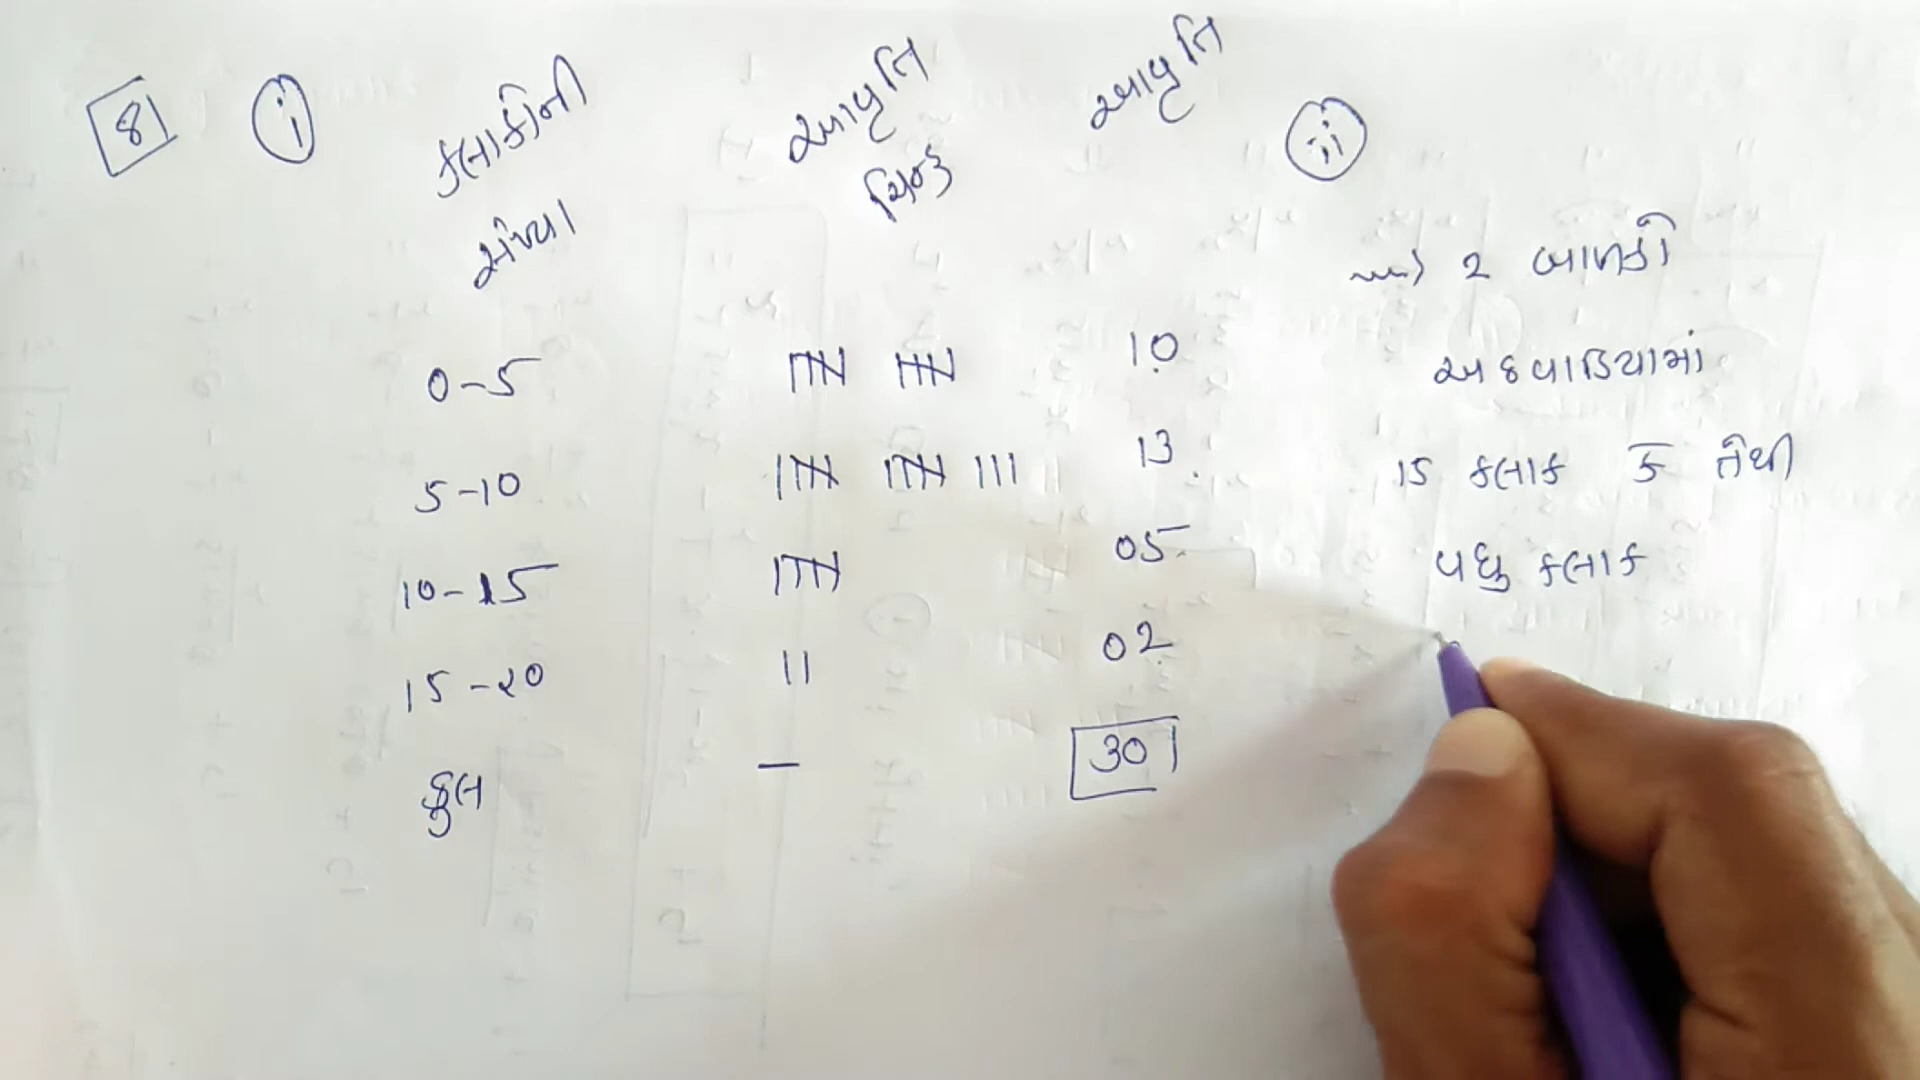 8 i કલાકોની આવૃતિ આવૃતિ ii
સંખ્યા ચિન્હ
→ 2 બાળકો
0-5 |||| |||| 10 અઠવાડિયામાં
5-10 |||| |||| ||| 13 15 કલાક કે તેથી
10-15 |||| 05 વધુ કલાક
15-20 || 02
કુલ — 30